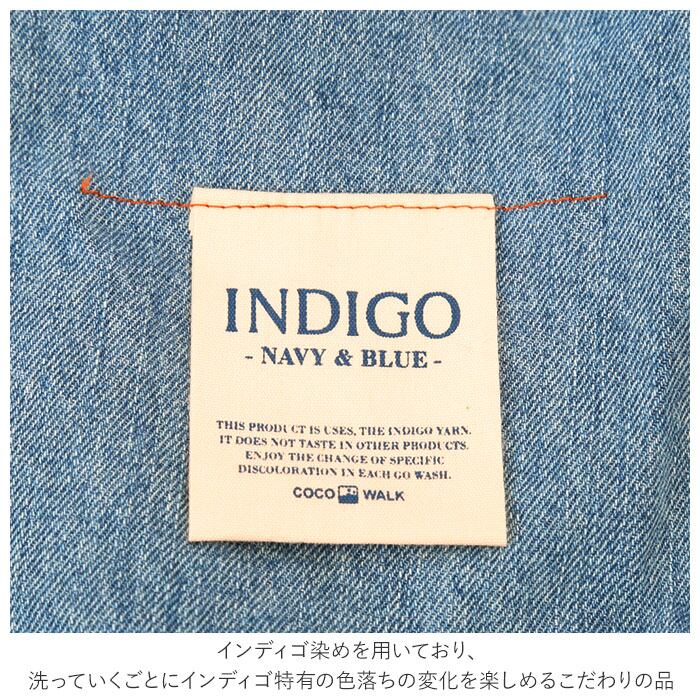 INDIGO
- NAVY & BLUE -
THIS PRODUCT IS USES, THE INDIGO YARN.
IT DOES NOT TASTE IN OTHER PRODUCTS.
ENJOY THE CHANGE OF SPECIFIC
DISCOLORATION IN EACH GO WASH.
COCO WALK
インディゴ染めを用いており、
洗っていくごとにインディゴ特有の色落ちの変化を楽しめるこだわりの品